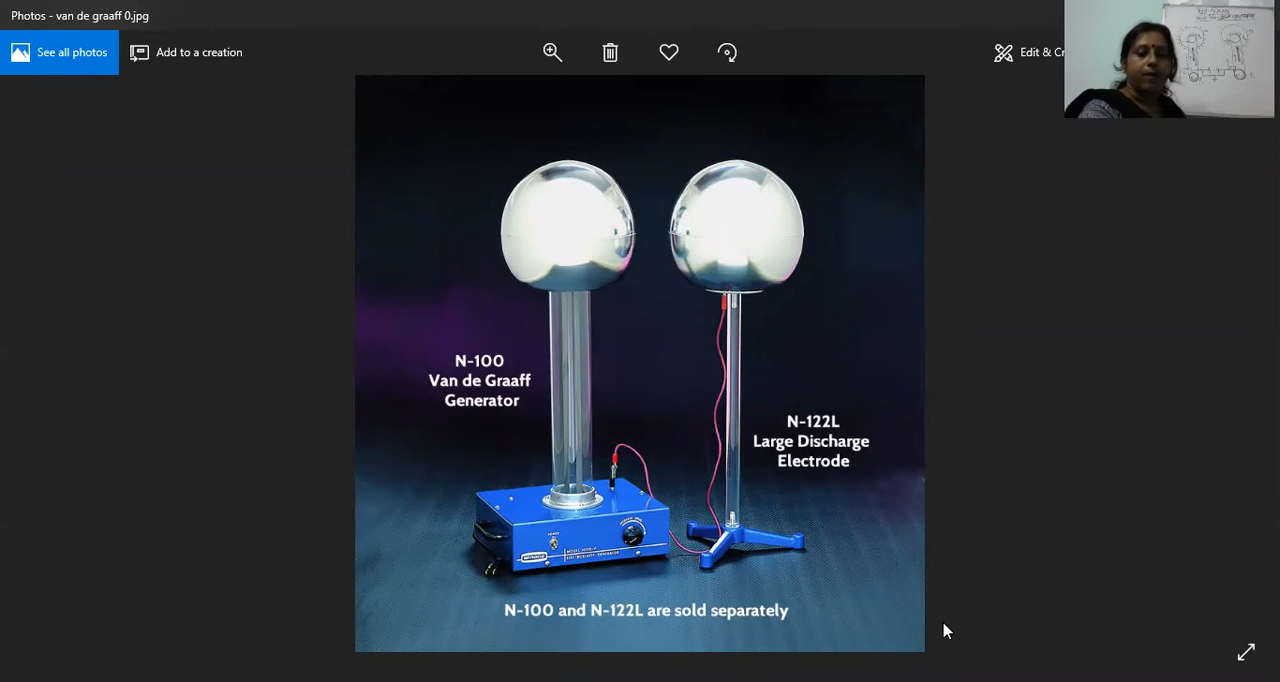 Photos - van de graaff 0.jpg
See all photos
Add to a creation
Edit & Cr
N-100
Van de Graaff
Generator
N-122L
Large Discharge
Electrode
POWER
N-100 and N-122L are sold separately